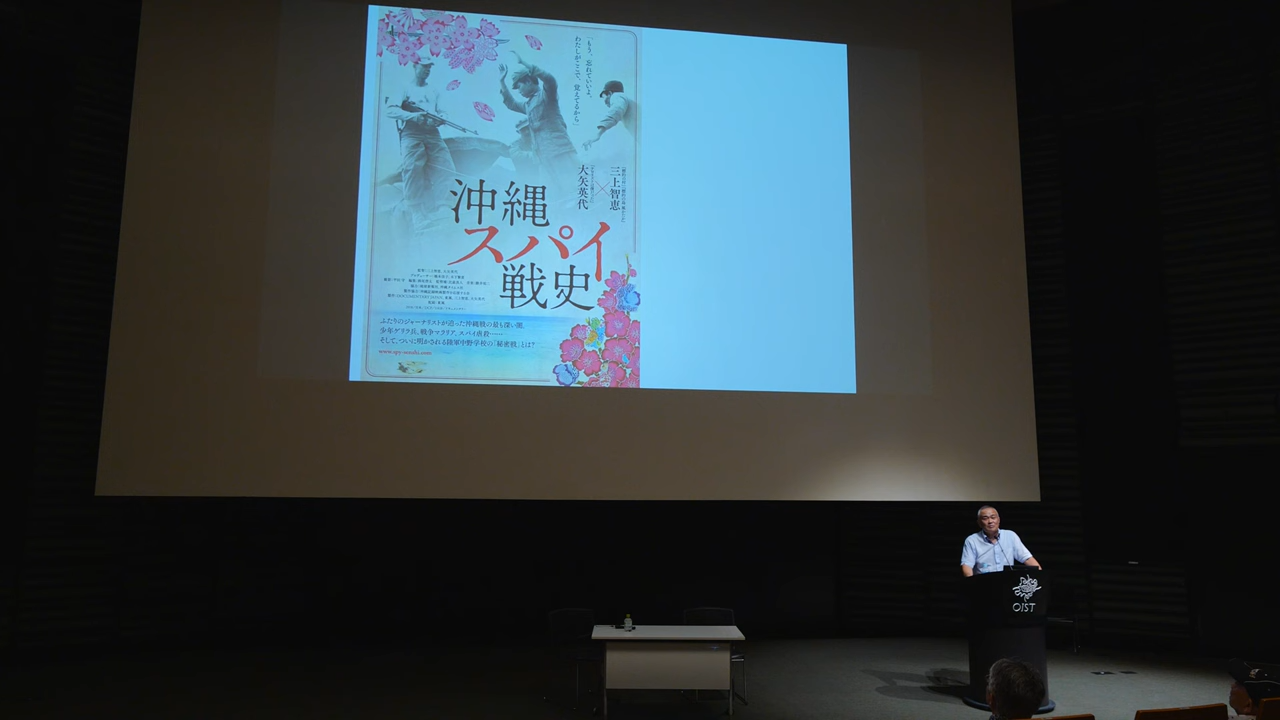 「もう、忘れていいよ。
わたしがここで、覚えてるから」
三上智恵
×
大矢英代
沖縄
スパイ
戦史
ふたりのジャーナリストが迫った沖縄戦の最も深い闇。
少年ゲリラ兵、戦争マラリア、スパイ虐殺……
そして、ついに明かされる陸軍中野学校の「秘密戦」とは?
www.spy-senshi.com
OIST